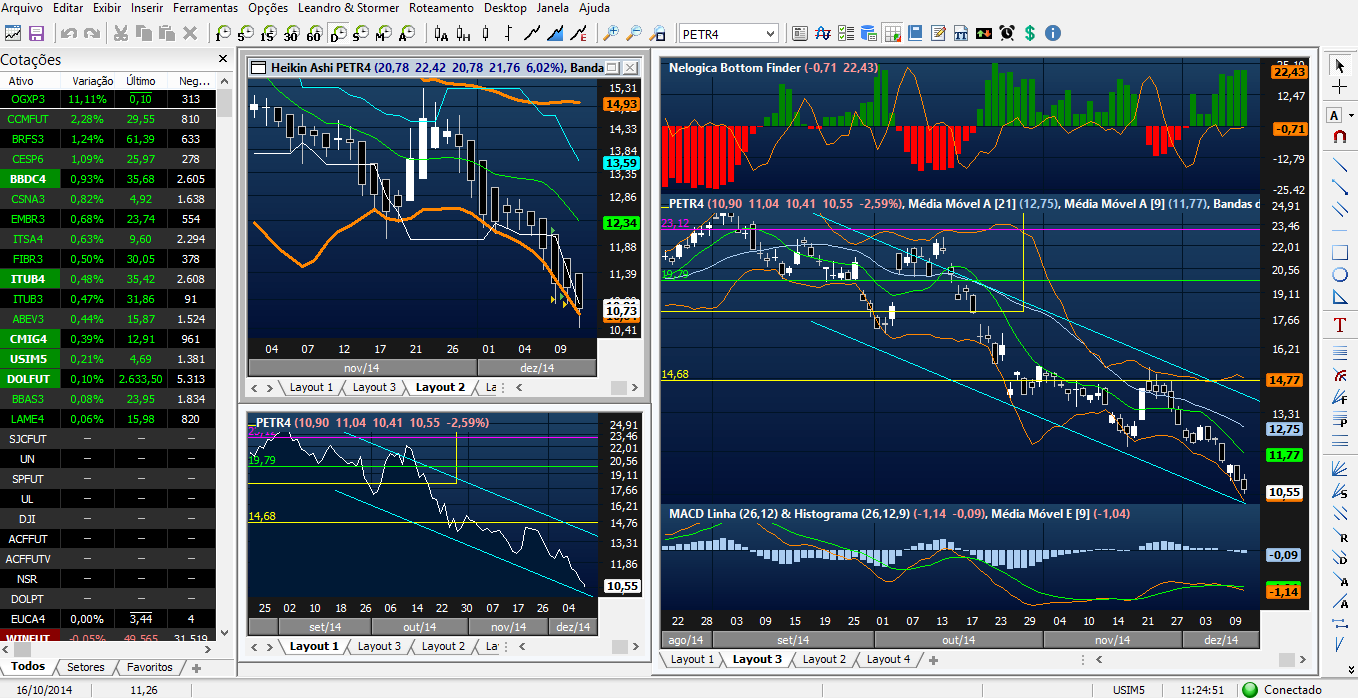 Arquivo Editar Exibir Inserir Ferramentas Opções Leandro & Stormer Roteamento Desktop Janela Ajuda
1 5 15 30 60 D S M A A H E PETR4
Cotações
Ativo Variação Último Neg...
OGXP3 11,11% 0,10 313
CCMFUT 2,28% 29,55 810
BRFS3 1,24% 61,39 633
CESP6 1,09% 25,97 278
BBDC4 0,93% 35,68 2.605
CSNA3 0,82% 4,92 1.638
EMBR3 0,68% 23,74 554
ITSA4 0,63% 9,60 2.294
FIBR3 0,50% 30,05 378
ITUB4 0,48% 35,42 2.608
ITUB3 0,47% 31,86 91
ABEV3 0,44% 15,87 1.524
CMIG4 0,39% 12,91 961
USIM5 0,21% 4,69 1.381
DOLFUT 0,10% 2.633,50 5.313
BBAS3 0,08% 23,95 1.834
LAME4 0,06% 15,98 820
SJCFUT – – –
UN – – –
SPFUT – – –
UL – – –
DJI – – –
ACFFUT – – –
ACFFUTV – – –
NSR – – –
DOLPT – – –
EUCA4 0,00% 3,44 4
WINFUT -0,05% 49.565 31.519
Todos Setores Favoritos
Heikin Ashi PETR4 (20,78 22,42 20,78 21,76 6,02%), Banda
15,31
14,93
14,33
13,84
13,59
13,35
12,86
12,34
11,88
11,39
10,73
10,41
04 07 12 17 21 26 01 04 09
nov/14 dez/14
Layout 1 Layout 3 Layout 2 La
PETR4 (10,90 11,04 10,41 10,55 -2,59%)
23,12
19,79
14,68
24,91
23,46
22,01
20,56
19,11
17,66
16,21
14,76
13,31
11,86
10,55
25 02 10 18 26 06 14 22 30 07 17 26 04
set/14 out/14 nov/14 dez/14
Layout 1 Layout 3 Layout 2 La
Nelogica Bottom Finder (-0,71 22,43)
25,10
22,43
12,47
-0,71
-12,79
-25,42
PETR4 (10,90 11,04 10,41 10,55 -2,59%), Média Móvel A [21] (12,75), Média Móvel A [9] (11,77), Bandas d
23,12
19,79
14,68
24,91
23,46
22,01
20,56
19,11
17,66
16,21
14,77
13,31
12,75
11,77
10,55
MACD Linha (26,12) & Histograma (26,12,9) (-1,14 -0,09), Média Móvel E [9] (-1,04)
-0,09
-1,14
22 28 03 09 15 19 25 01 07 13 17 23 29 04 10 14 21 27 03 09
ago/14 set/14 out/14 nov/14 dez/14
Layout 1 Layout 3 Layout 2 Layout 4
A
T
F
P
S
R
D
A
A
16/10/2014 11,26 USIM5 11:24:51 Conectado